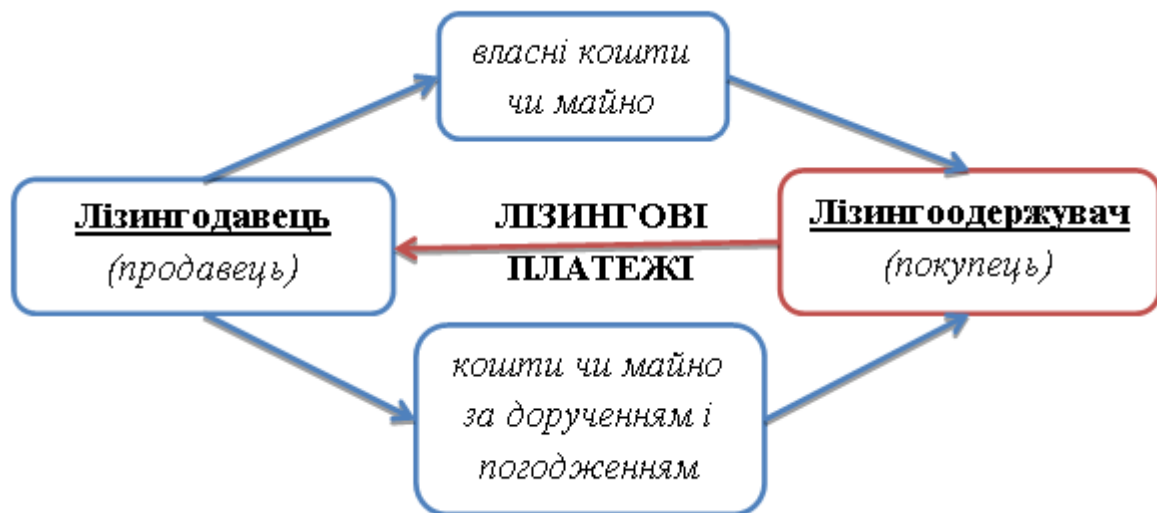 власні кошти
чи майно
Лізингодавець
(продавець)
ЛІЗИНГОВІ
ПЛАТЕЖІ
Лізингоодержувач
(покупець)
кошти чи майно
за дорученням і
погодженням